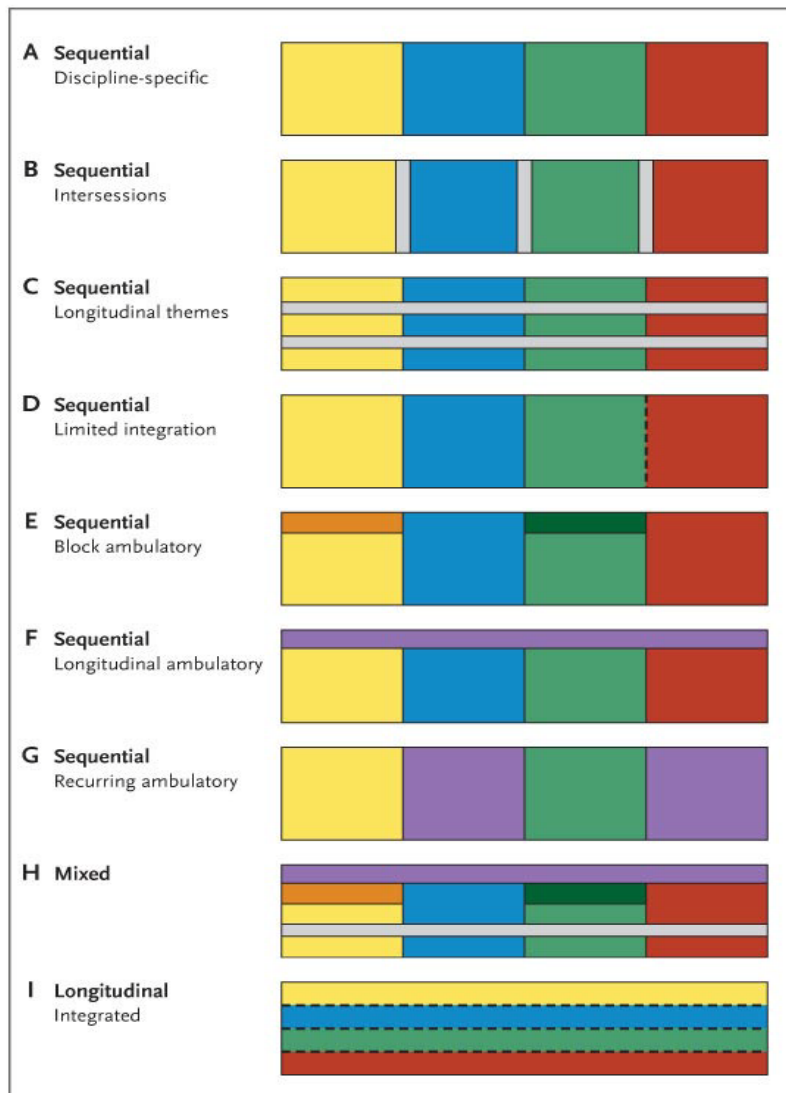 A Sequential
Discipline-specific
B Sequential
Intersessions
C Sequential
Longitudinal themes
D Sequential
Limited integration
E Sequential
Block ambulatory
F Sequential
Longitudinal ambulatory
G Sequential
Recurring ambulatory
H Mixed
I Longitudinal
Integrated